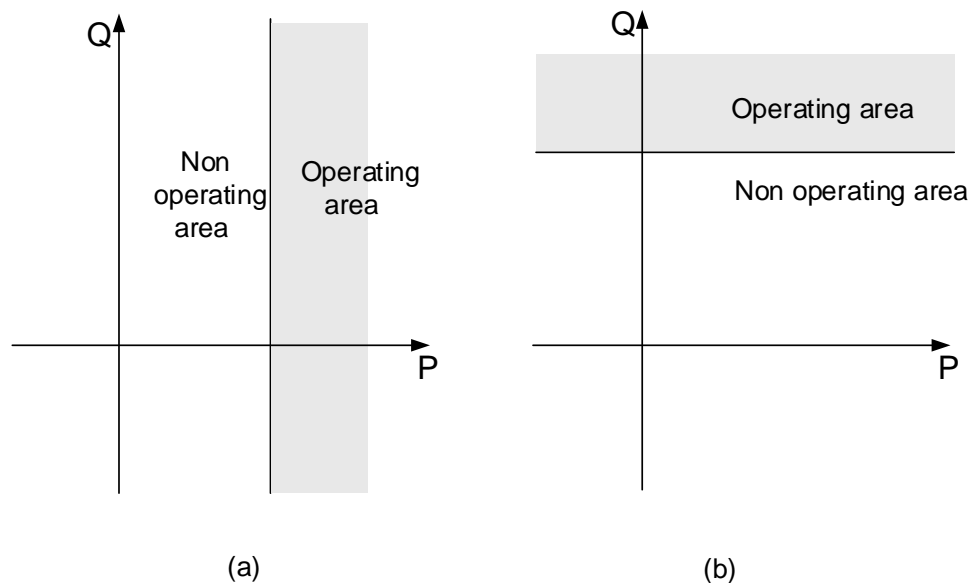 Q
Non
operating
area
Operating
area
P
(a)
Q
Operating area
Non operating area
P
(b)